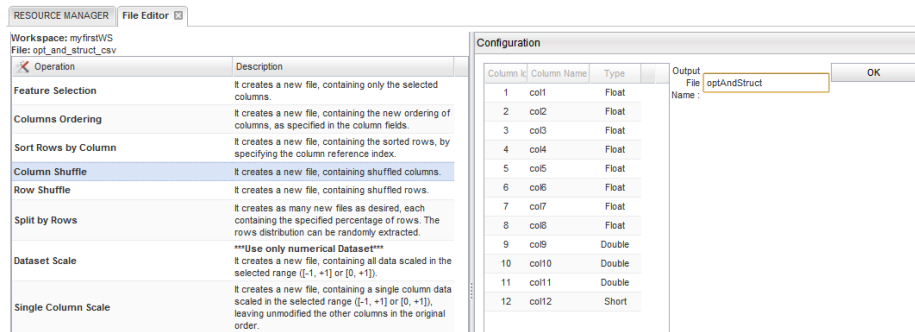 RESOURCE MANAGER
File Editor
Workspace: myfirstWS
File: opt_and_struct_csv
Operation Description
Feature Selection
It creates a new file, containing only the selected
columns.
Columns Ordering
It creates a new file, containing the new ordering of
columns, as specified in the column fields.
Sort Rows by Column
It creates a new file, containing the sorted rows, by
specifying the column reference index.
Column Shuffle
It creates a new file, containing shuffled columns.
Row Shuffle
It creates a new file, containing shuffled rows.
Split by Rows
It creates as many new files as desired, each
containing the specified percentage of rows. The
rows distribution can be randomly extracted.
Dataset Scale
***Use only numerical Dataset***
It creates a new file, containing all data scaled in the
selected range ([-1, +1] or [0, +1]).
Single Column Scale
It creates a new file, containing a single column data
scaled in the selected range ([-1, +1] or [0, +1]),
leaving unmodified the other columns in the original
order.
Configuration
Column Ic Column Name Type
1 col1 Float
2 col2 Float
3 col3 Float
4 col4 Float
5 col5 Float
6 col6 Float
7 col7 Float
8 col8 Float
9 col9 Double
10 col10 Double
11 col11 Double
12 col12 Short
Output
File
Name :
optAndStruct
OK